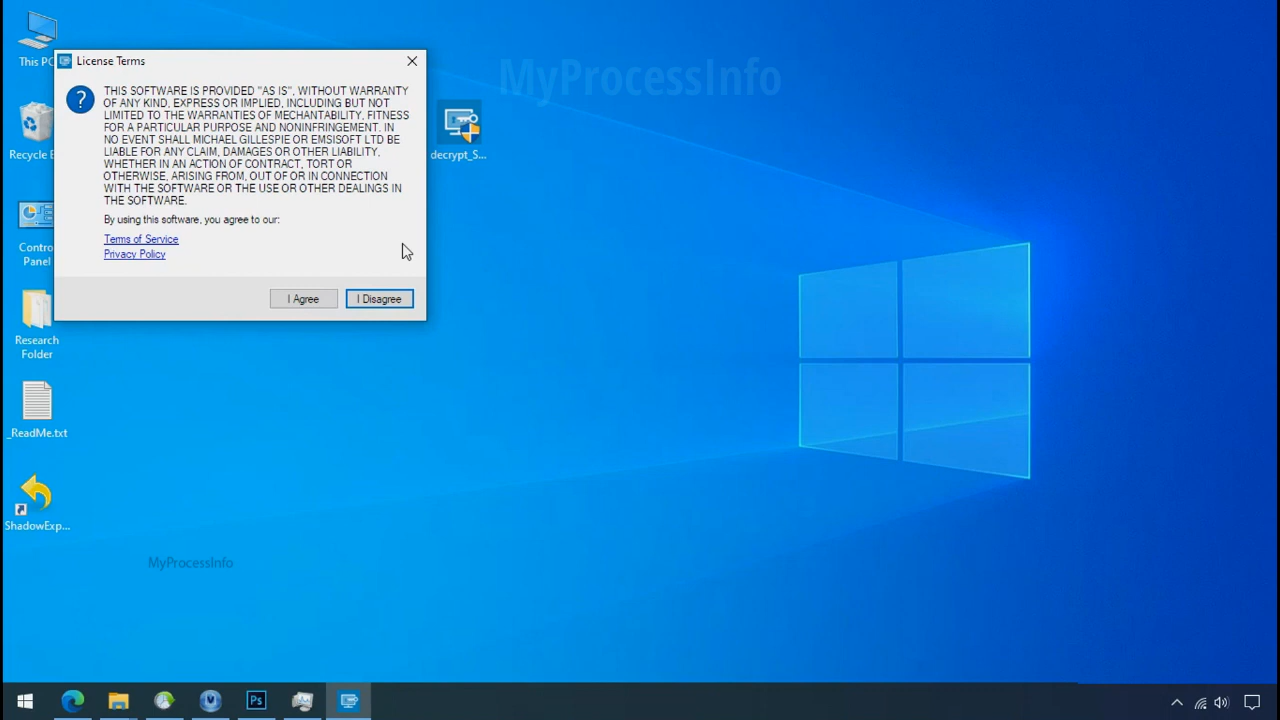 MyProcessInfo
This PC
License Terms
THIS SOFTWARE IS PROVIDED "AS IS", WITHOUT WARRANTY
OF ANY KIND, EXPRESS OR IMPLIED, INCLUDING BUT NOT
LIMITED TO THE WARRANTIES OF MECHANTABILITY, FITNESS
FOR A PARTICULAR PURPOSE AND NONINFRINGEMENT. IN
NO EVENT SHALL MICHAEL GILLESPIE OR EMSISOFT LTD BE
LIABLE FOR ANY CLAIM, DAMAGES OR OTHER LIABILITY,
WHETHER IN AN ACTION OF CONTRACT, TORT OR
OTHERWISE, ARISING FROM, OUT OF OR IN CONNECTION
WITH THE SOFTWARE OR THE USE OR OTHER DEALINGS IN
THE SOFTWARE.
By using this software, you agree to our:
Terms of Service
Privacy Policy
I Agree
I Disagree
decrypt_S...
Recycle B
Contro
Panel
Research
Folder
_ReadMe.txt
ShadowExp...
MyProcessInfo
Ps